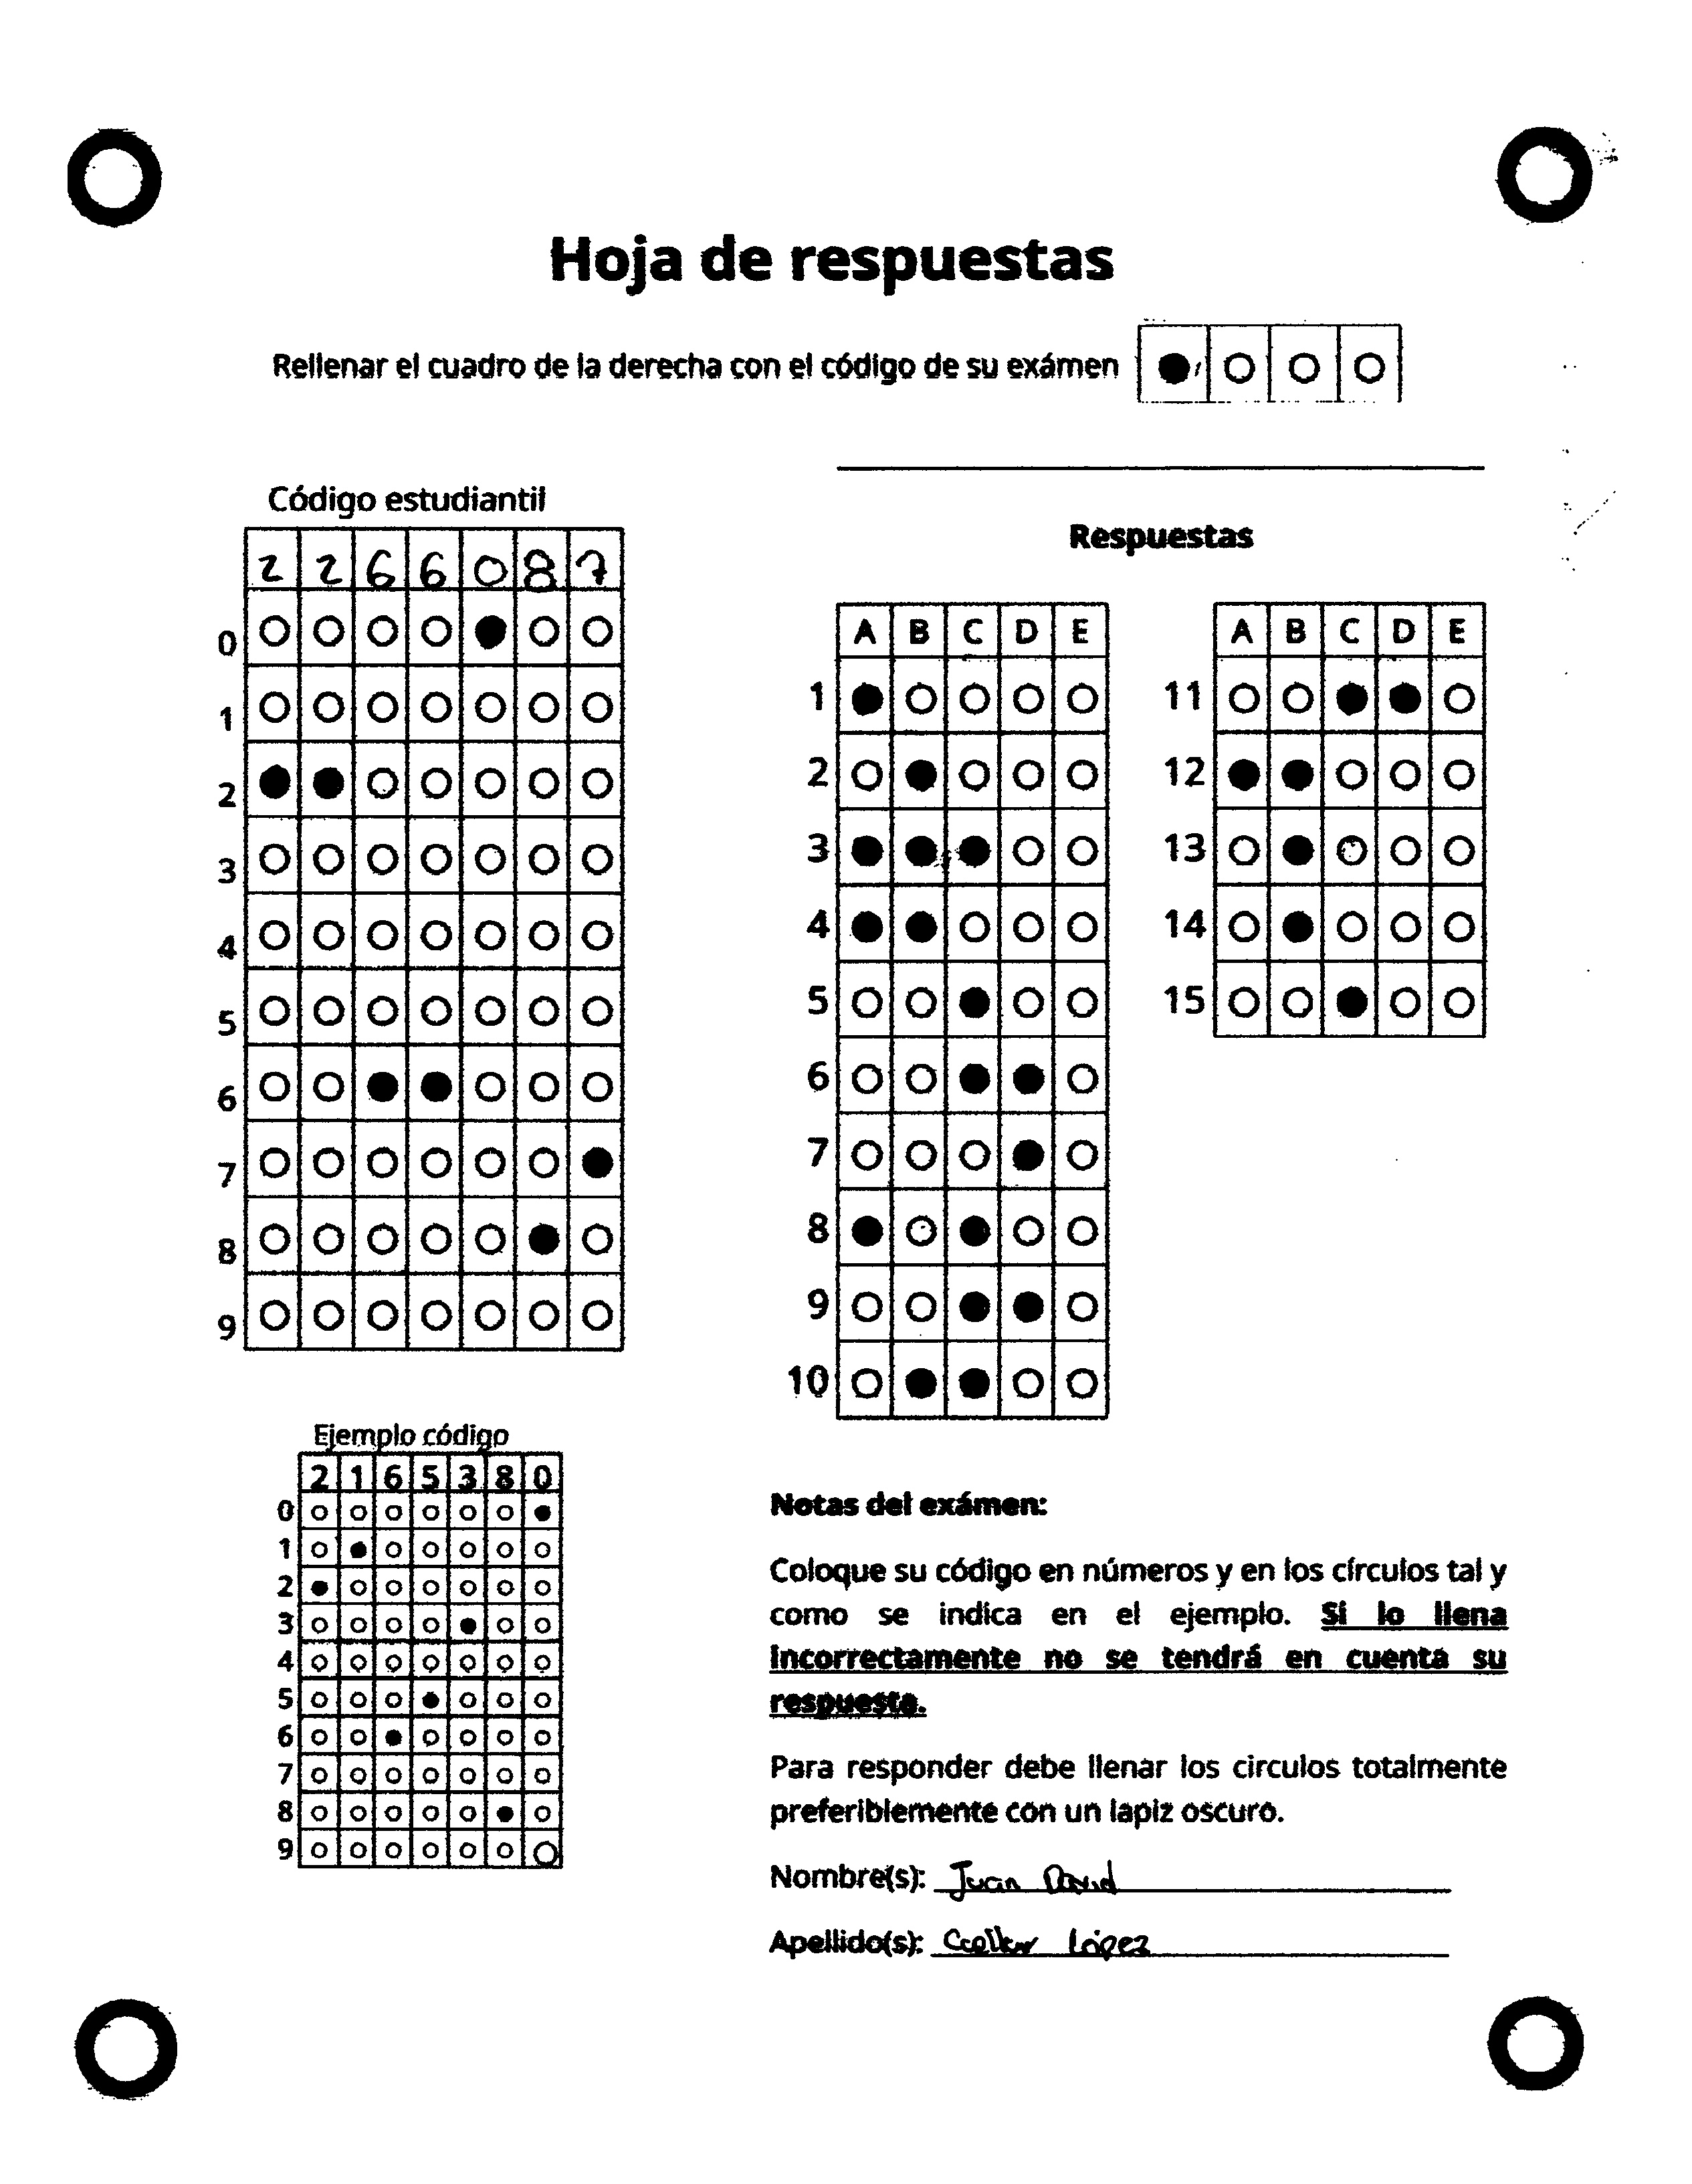 Hoja de respuestas
Rellenar el cuadro de la derecha con el código de su exámen
Código estudiantil
2 2 6 6 0 8 7
0
1
2
3
4
5
6
7
8
9
Respuestas
A B C D E
1
2
3
4
5
6
7
8
9
10
A B C D E
11
12
13
14
15
Ejemplo código
2 1 6 5 3 8 0
0
1
2
3
4
5
6
7
8
9
Notas del exámen:
Coloque su código en números y en los círculos tal y
como se indica en el ejemplo. Si lo llena
incorrectamente no se tendrá en cuenta su
respuesta.
Para responder debe llenar los circulos totalmente
preferiblemente con un lapiz oscuro.
Nombre(s): Juan David
Apellido(s): López